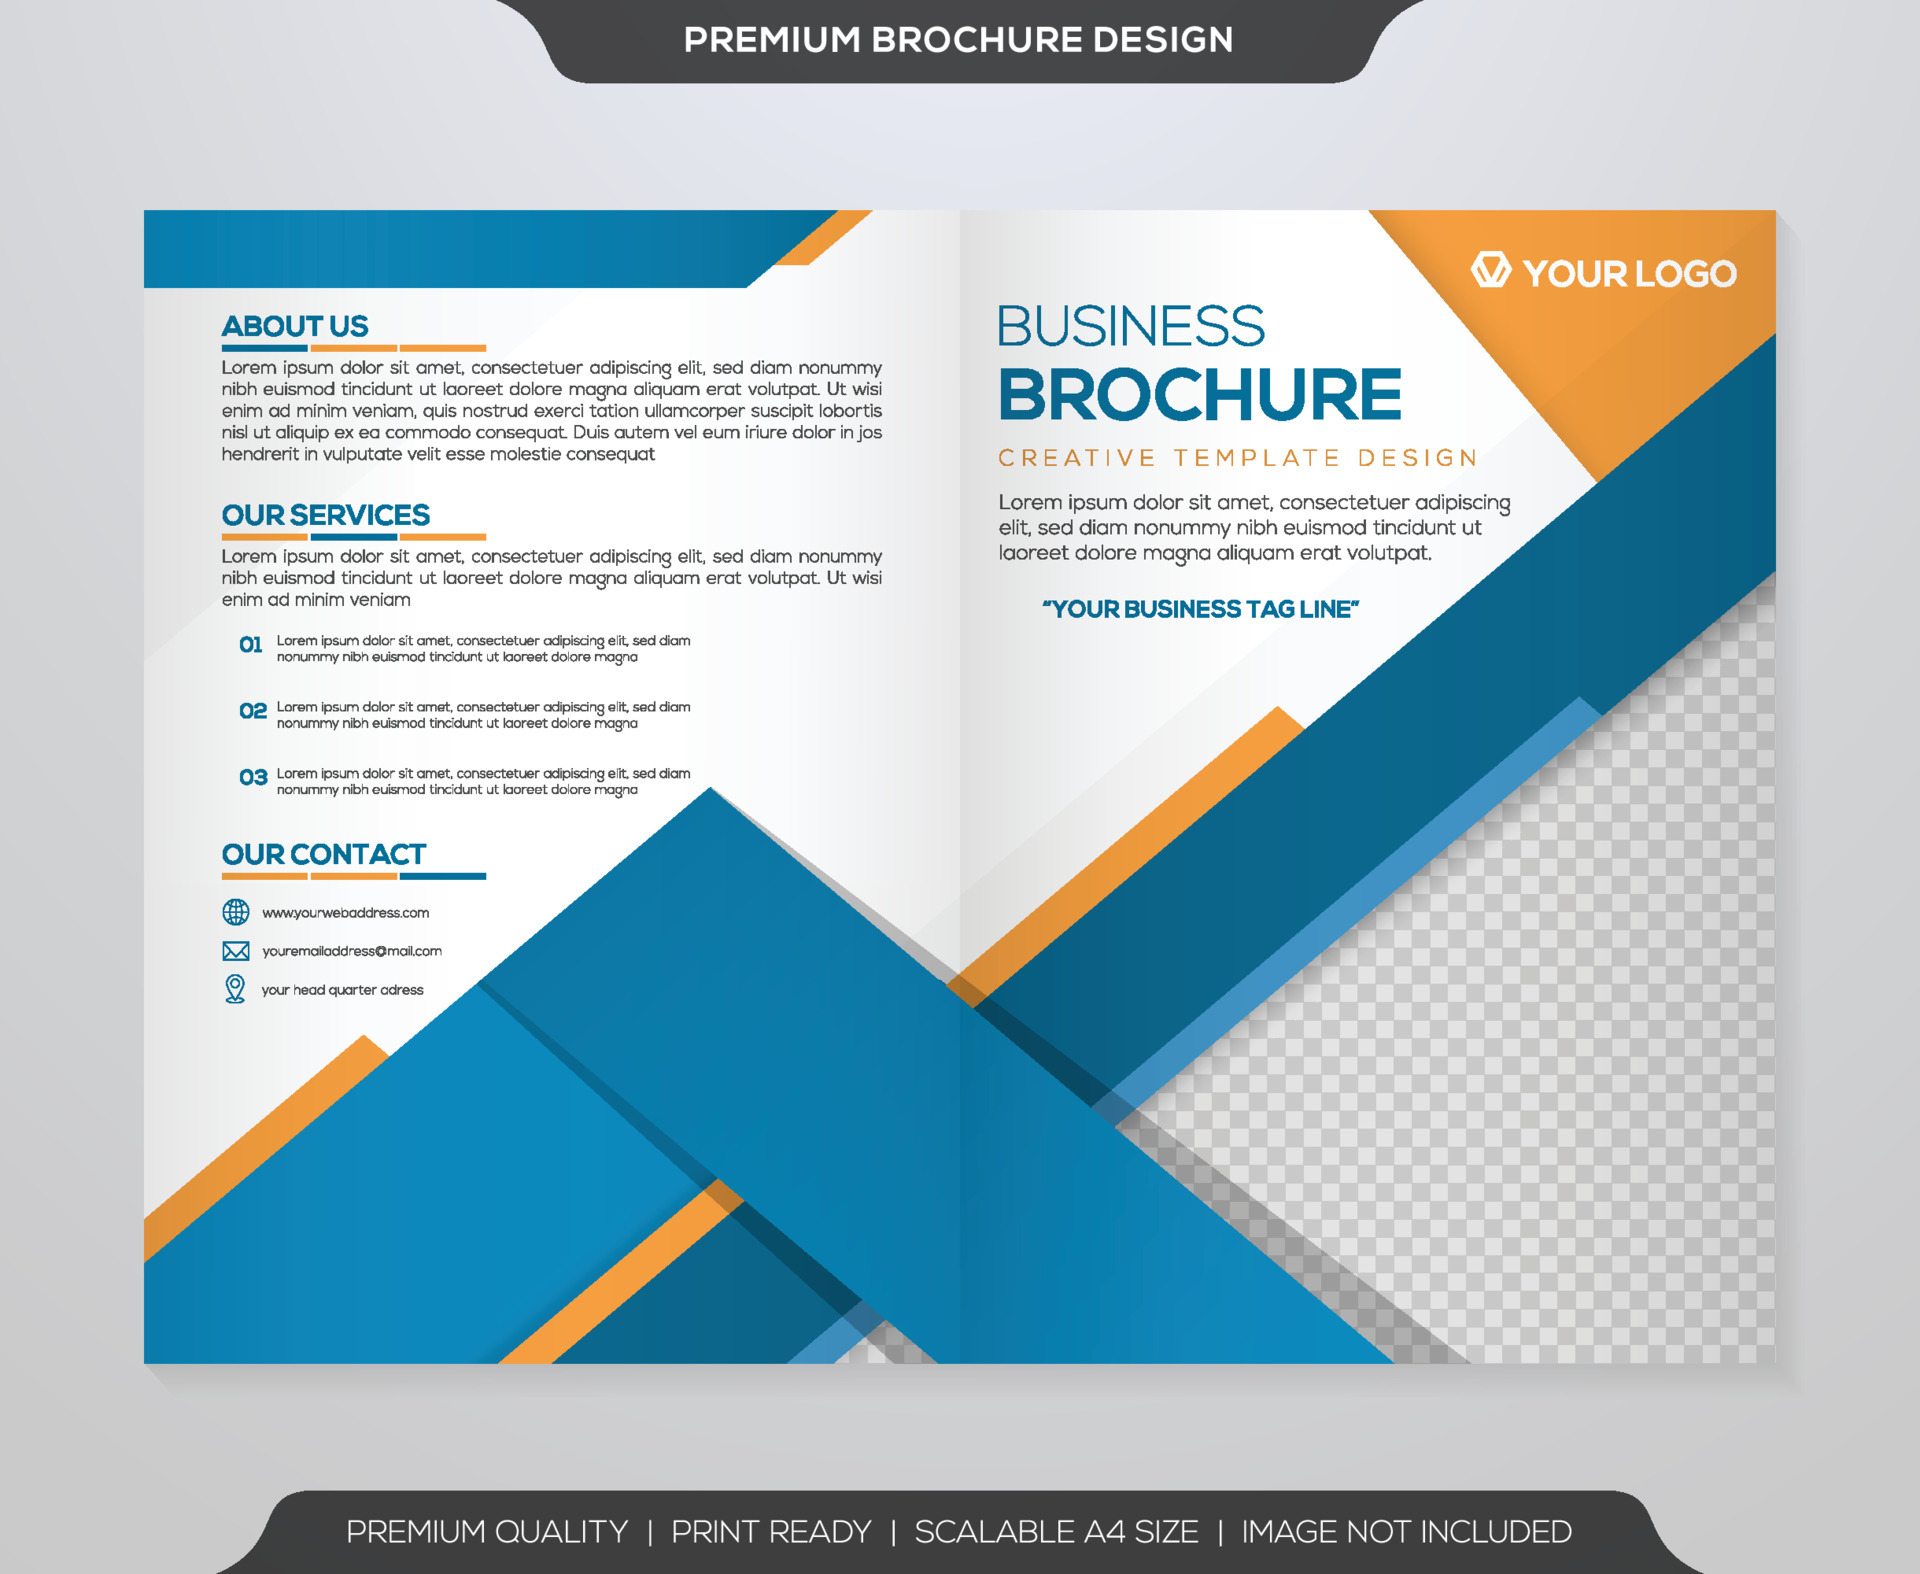 PREMIUM BROCHURE DESIGN
ABOUT US
Lorem ipsum dolor sit amet, consectetuer adipiscing elit, sed diam nonummy
nibh euismod tincidunt ut laoreet dolore magna aliquam erat volutpat. Ut wisi
enim ad minim veniam, quis nostrud exerci tation ullamcorper suscipit lobortis
nisl ut aliquip ex ea commodo consequat. Duis autem vel eum iriure dolor in jos
hendrerit in vulputate velit esse molestie consequat
OUR SERVICES
Lorem ipsum dolor sit amet, consectetuer adipiscing elit, sed diam nonummy
nibh euismod tincidunt ut laoreet dolore magna aliquam erat volutpat. Ut wisi
enim ad minim veniam
01 Lorem ipsum dolor sit amet, consectetuer adipiscing elit, sed diam
nonummy nibh euismod tincidunt ut laoreet dolore magna
02 Lorem ipsum dolor sit amet, consectetuer adipiscing elit, sed diam
nonummy nibh euismod tincidunt ut laoreet dolore magna
03 Lorem ipsum dolor sit amet, consectetuer adipiscing elit, sed diam
nonummy nibh euismod tincidunt ut laoreet dolore magna
OUR CONTACT
www.yourwebaddress.com
youremailaddress@mail.com
your head quarter adress
YOUR LOGO
BUSINESS
BROCHURE
CREATIVE TEMPLATE DESIGN
Lorem ipsum dolor sit amet, consectetuer adipiscing
elit, sed diam nonummy nibh euismod tincidunt ut
laoreet dolore magna aliquam erat volutpat.
“YOUR BUSINESS TAG LINE”
PREMIUM QUALITY | PRINT READY | SCALABLE A4 SIZE | IMAGE NOT INCLUDED